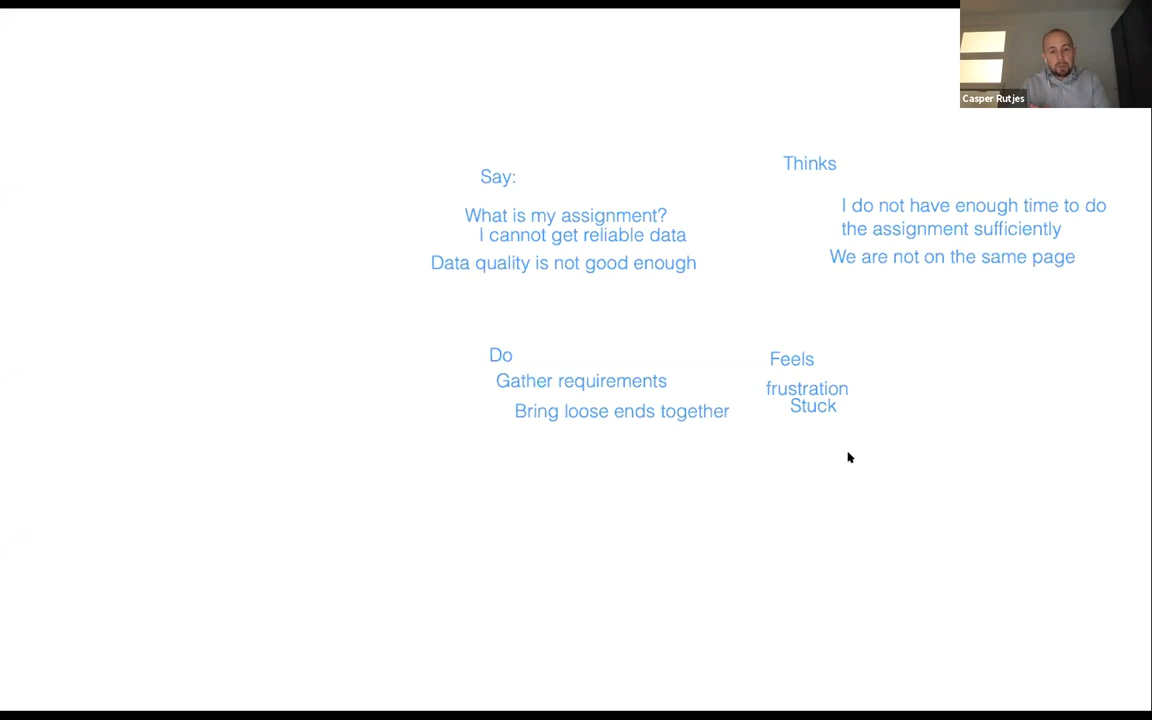 Casper Rutjes
Say:
What is my assignment?
I cannot get reliable data
Data quality is not good enough
Thinks
I do not have enough time to do
the assignment sufficiently
We are not on the same page
Do
Gather requirements
Bring loose ends together
Feels
frustration
Stuck